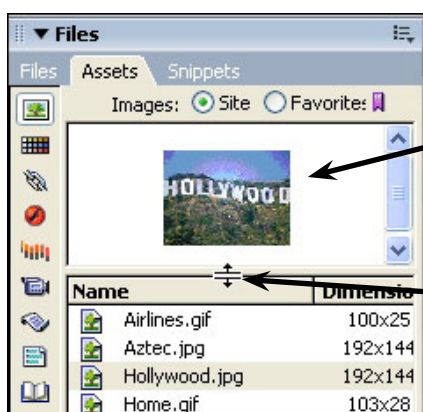 Files
Files Assets Snippets
Images: Site Favorites
HOLLYWOOD
Name Dimensio
Airlines.gif 100x25
Aztec.jpg 192x144
Hollywood.jpg 192x144
Home.gif 103x28